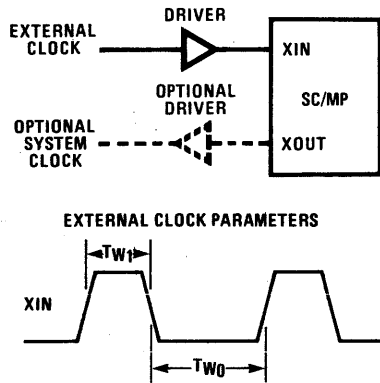 DRIVER
EXTERNAL
CLOCK
XIN
SC/MP
OPTIONAL
DRIVER
OPTIONAL
SYSTEM
CLOCK
XOUT
EXTERNAL CLOCK PARAMETERS
TW1
XIN
TW0